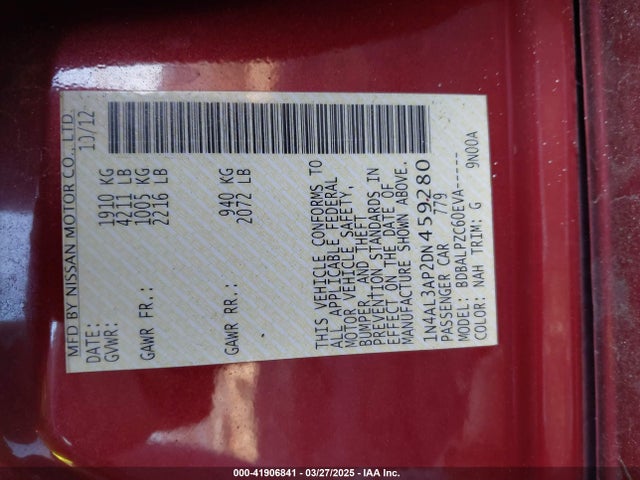 MFD BY NISSAN MOTOR CO., LTD.
DATE: 10/12
GVWR: 1910 KG
4211 LB
GAWR FR.: 1005 KG
2216 LB
GAWR RR.: 940 KG
2072 LB
THIS VEHICLE CONFORMS TO
ALL APPLICABLE FEDERAL
MOTOR VEHICLE SAFETY,
BUMPER, AND THEFT
PREVENTION STANDARDS IN
EFFECT ON THE DATE OF
MANUFACTURE SHOWN ABOVE.
1N4AL3AP2DN459280
PASSENGER CAR 779
MODEL: BDBALPZC60EVA-----
COLOR: NAH TRIM: G 9N00A
000-41906841 - 03/27/2025 - IAA Inc.